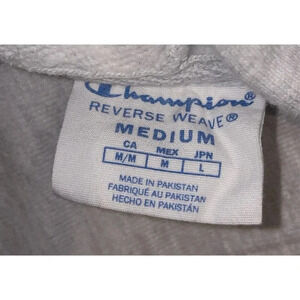 Champion®
REVERSE WEAVE®
MEDIUM
CA MEX JPN
M/M M L
MADE IN PAKISTAN
FABRIQUÉ AU PAKISTAN
HECHO EN PAKISTÁN